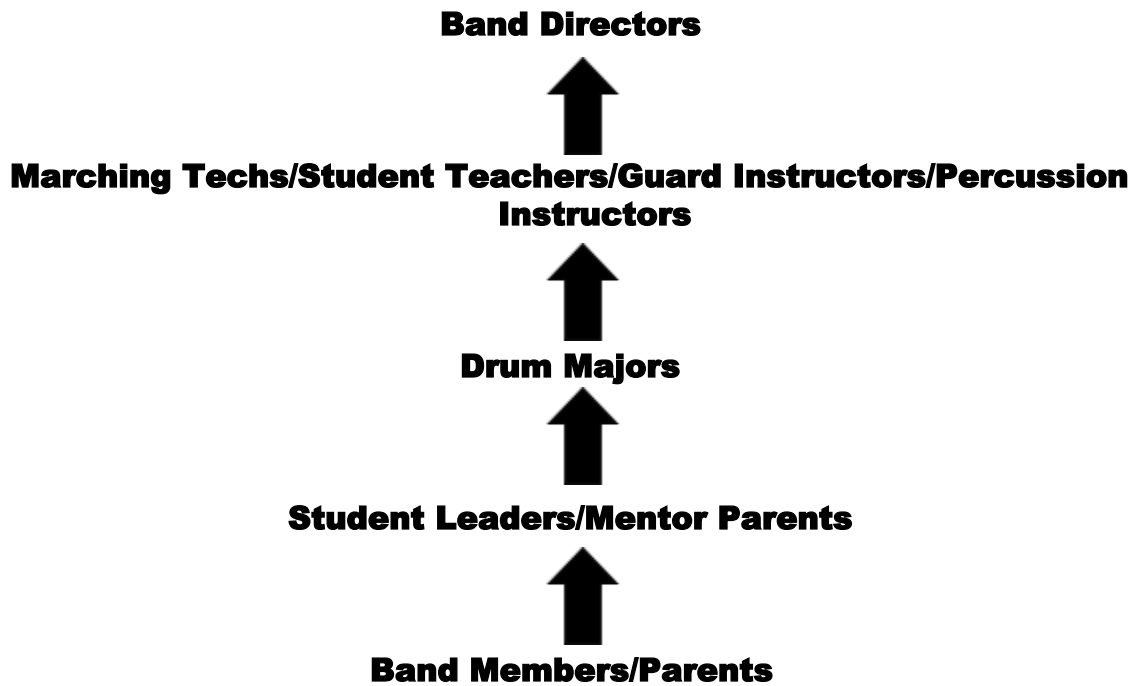 Band Directors
Marching Techs/Student Teachers/Guard Instructors/Percussion
Instructors
Drum Majors
Student Leaders/Mentor Parents
Band Members/Parents